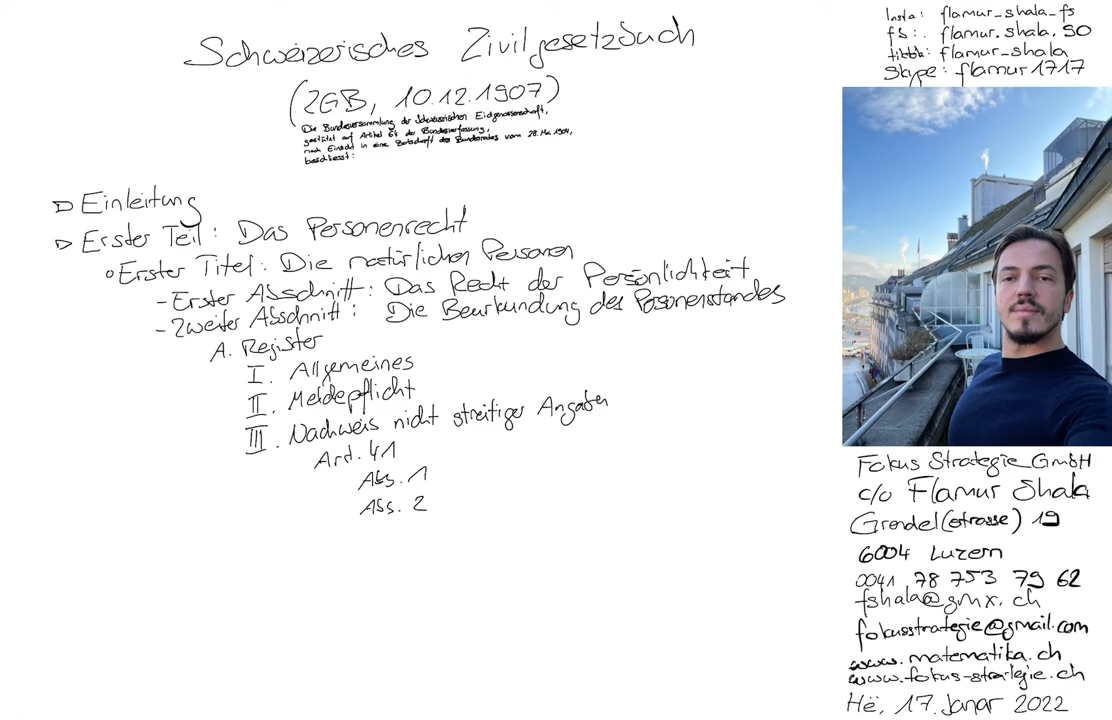 Schweizerisches Zivilgesetzbuch
(ZGB, 10.12.1907)
Die Bundesversammlung der Schweizerischen Eidgenossenschaft,
gestützt auf Artikel 64 der Bundesverfassung,
nach Einsicht in eine Botschaft des Bundesrates vom 28. Mai 1904,
beschliesst:
Einleitung
Erster Teil: Das Personenrecht
Erster Titel: Die natürlichen Personen
- Erster Abschnitt: Das Recht der Persönlichkeit
- Zweiter Abschnitt: Die Beurkundung des Personenstandes
A. Register
I. Allgemeines
II. Meldepflicht
III. Nachweis nicht streitiger Angaben
Art. 41
Abs. 1
Abs. 2
Insta: flamur_shala_fs
fs:. flamur.shala.50
tiktok: flamur_shala
Skype: flamur1717
Fokus Strategie GmbH
c/o Flamur Shala
Grendel(strasse) 19
6004 Luzern
0041 78 753 79 62
fshala@gmx.ch
fokusstrategie@gmail.com
www.matematika.ch
www.fokus-strategie.ch
Hë, 17. Janar 2022